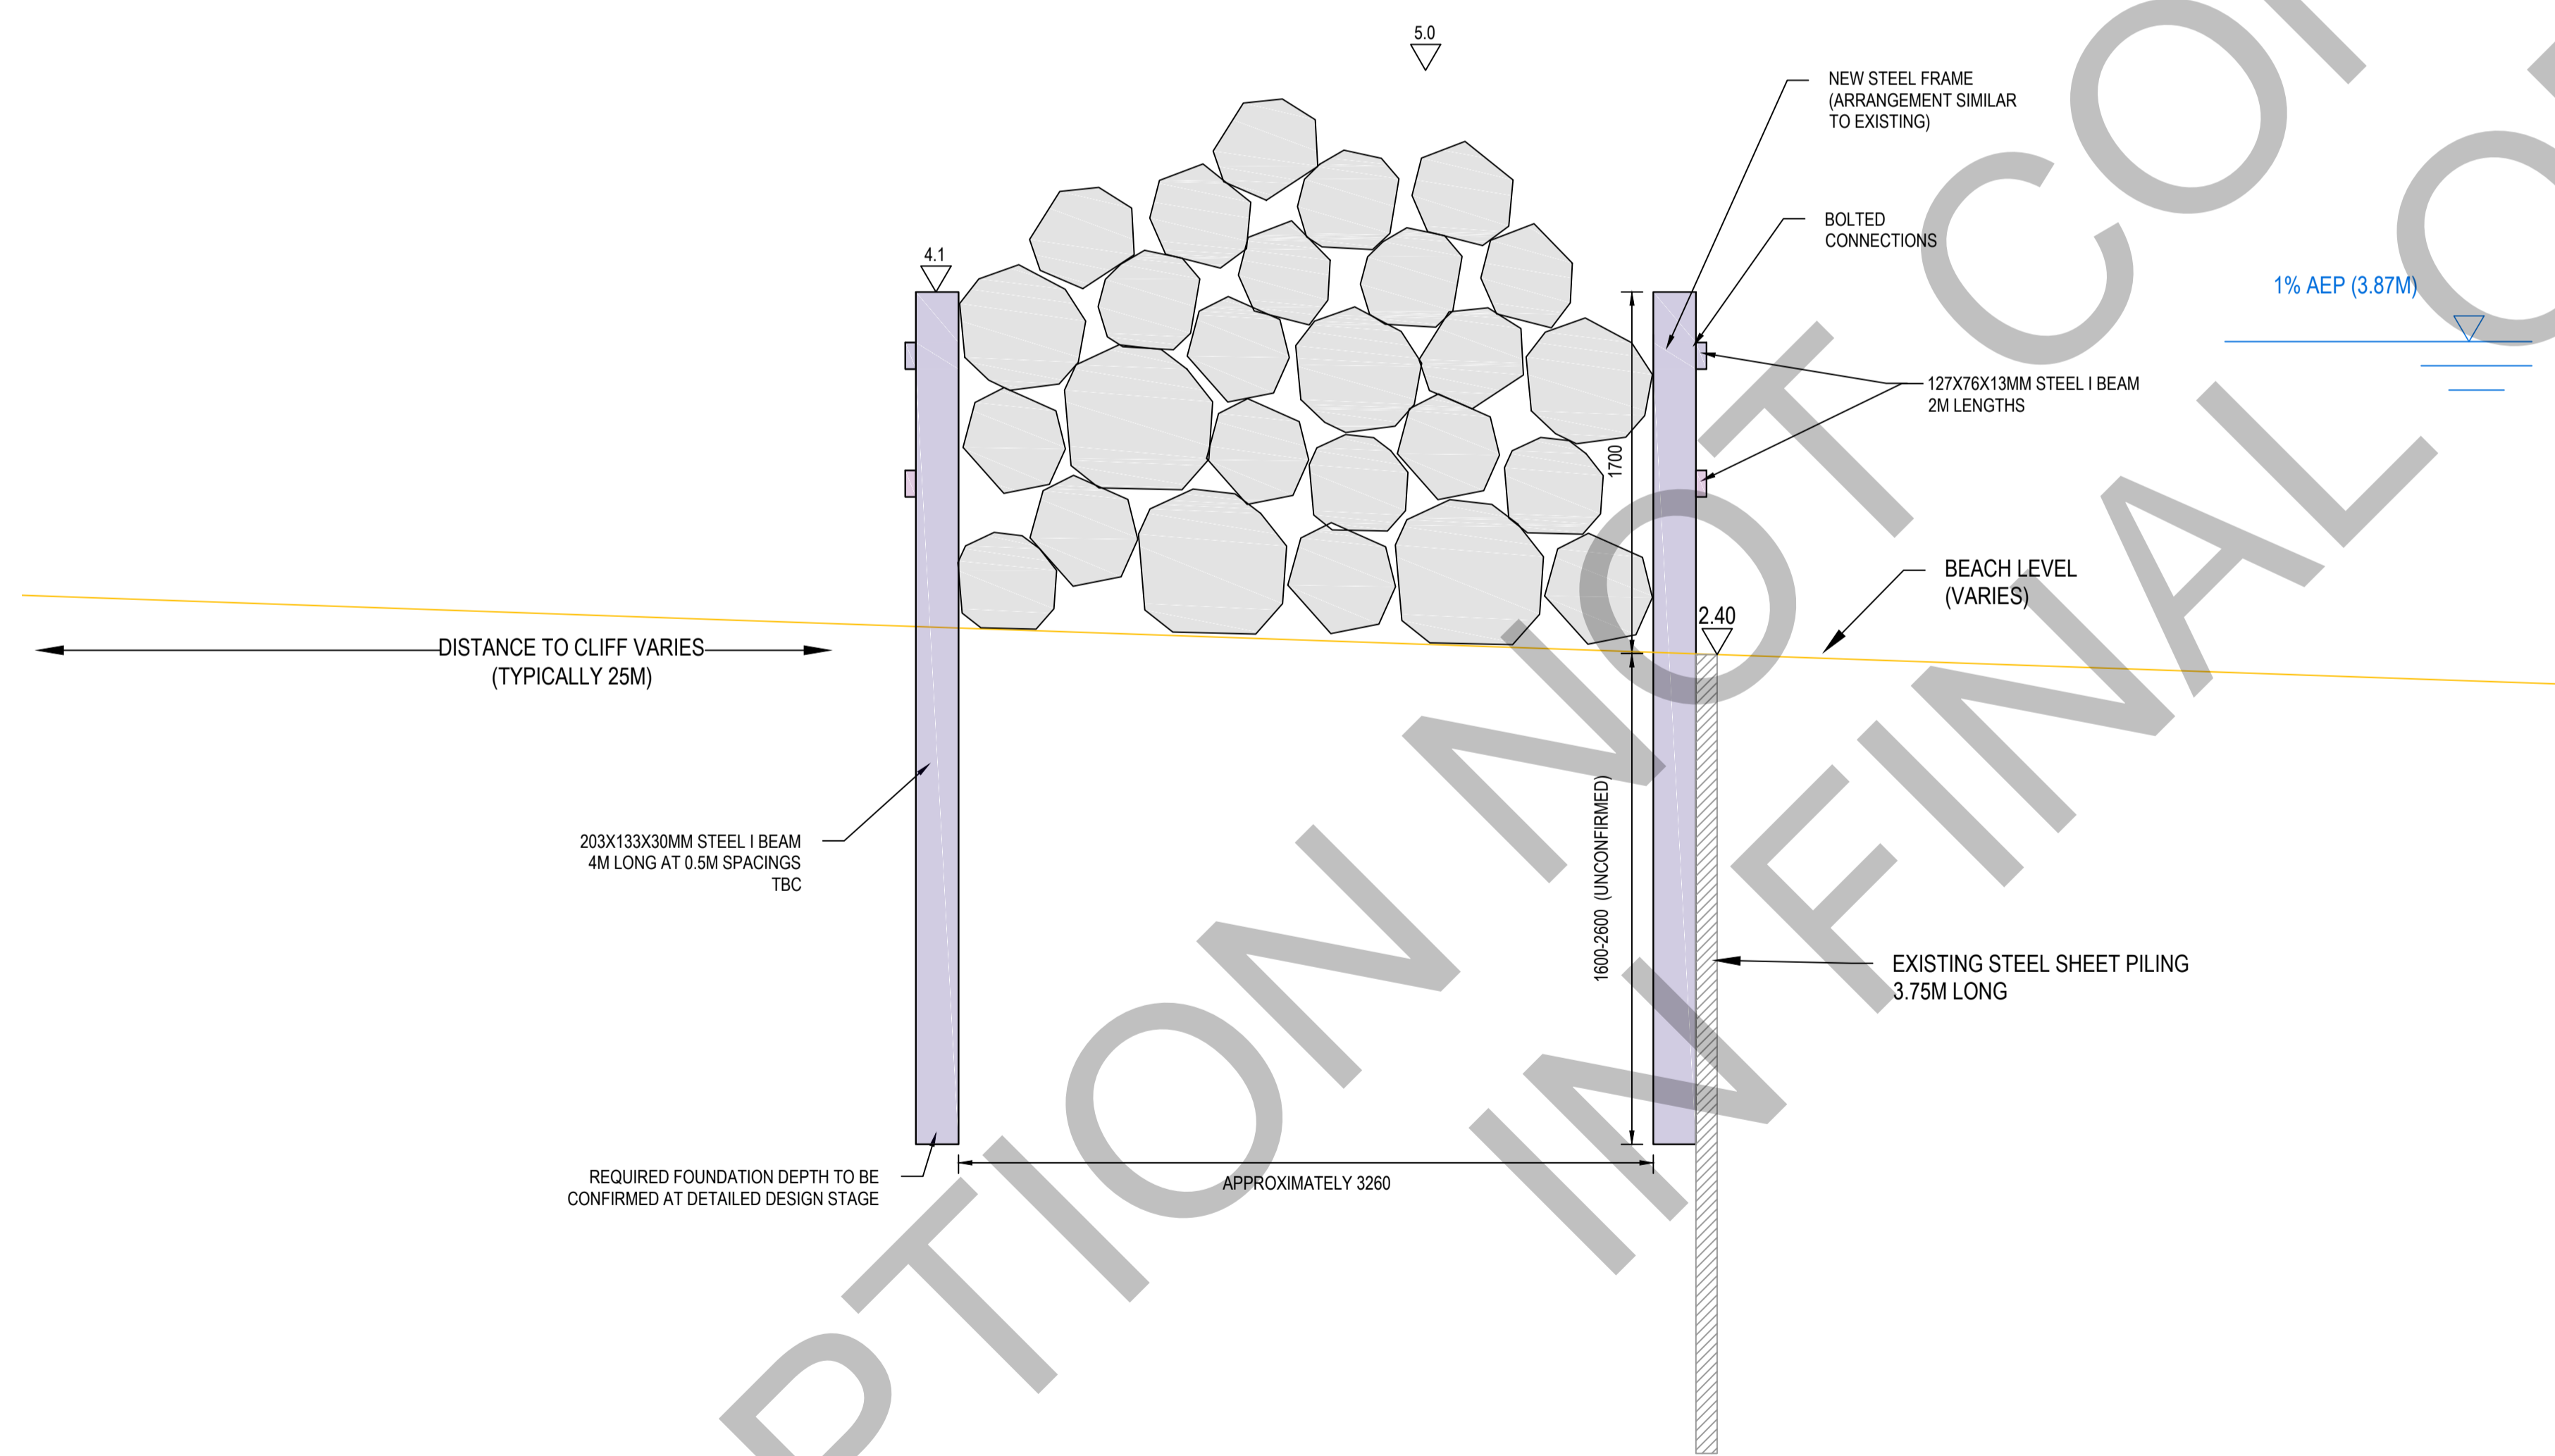 5.0
NEW STEEL FRAME
(ARRANGEMENT SIMILAR
TO EXISTING)
BOLTED
CONNECTIONS
4.1
1% AEP (3.87M)
127X76X13MM STEEL I BEAM
2M LENGTHS
1700
BEACH LEVEL
(VARIES)
2.40
DISTANCE TO CLIFF VARIES
(TYPICALLY 25M)
203X133X30MM STEEL I BEAM
4M LONG AT 0.5M SPACINGS
TBC
1600-2600 (UNCONFIRMED)
EXISTING STEEL SHEET PILING
3.75M LONG
REQUIRED FOUNDATION DEPTH TO BE
CONFIRMED AT DETAILED DESIGN STAGE
APPROXIMATELY 3260
PTION NOT CO
IN FINAL O